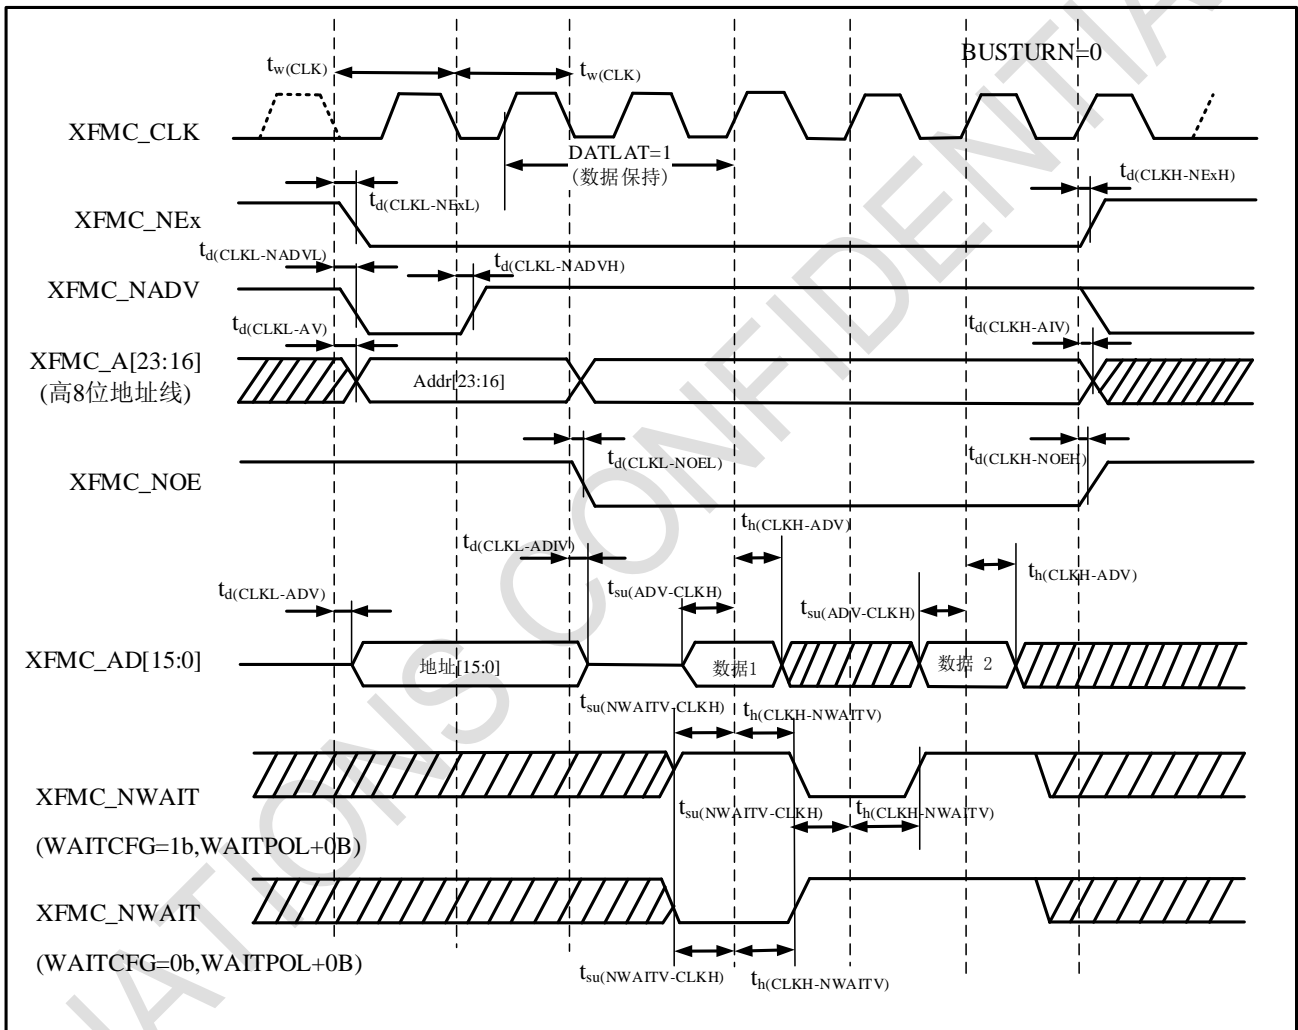 BUSTURN=0
tw(CLK)
tw(CLK)
XFMC_CLK
DATLAT=1
(数据保持)
td(CLKL-NExL)
td(CLKH-NExH)
XFMC_NEx
td(CLKL-NADVL)
td(CLKL-NADVH)
XFMC_NADV
td(CLKL-AV)
td(CLKH-AIV)
XFMC_A[23:16]
(高8位地址线)
Addr[23:16]
td(CLKL-NOEL)
td(CLKH-NOEH)
XFMC_NOE
th(CLKH-ADV)
td(CLKL-ADIV)
tsu(ADV-CLKH)
th(CLKH-ADV)
td(CLKL-ADV)
tsu(ADV-CLKH)
XFMC_AD[15:0]
地址[15:0]
数据1
数据 2
tsu(NWAITV-CLKH)
th(CLKH-NWAITV)
XFMC_NWAIT
tsu(NWAITV-CLKH)
th(CLKH-NWAITV)
(WAITCFG=1b,WAITPOL+0B)
XFMC_NWAIT
(WAITCFG=0b,WAITPOL+0B)
tsu(NWAITV-CLKH)
th(CLKH-NWAITV)
NATIONS CONFIDENTIA